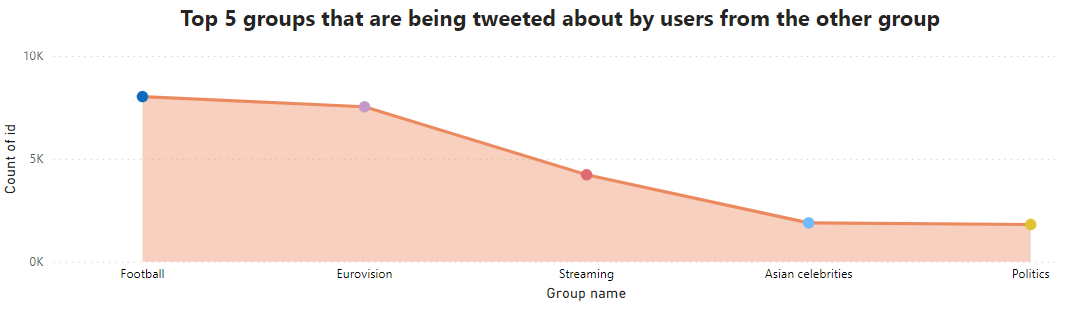 Top 5 groups that are being tweeted about by users from the other group
10K
5K
0K
Count of id
Football
Eurovision
Streaming
Asian celebrities
Politics
Group name